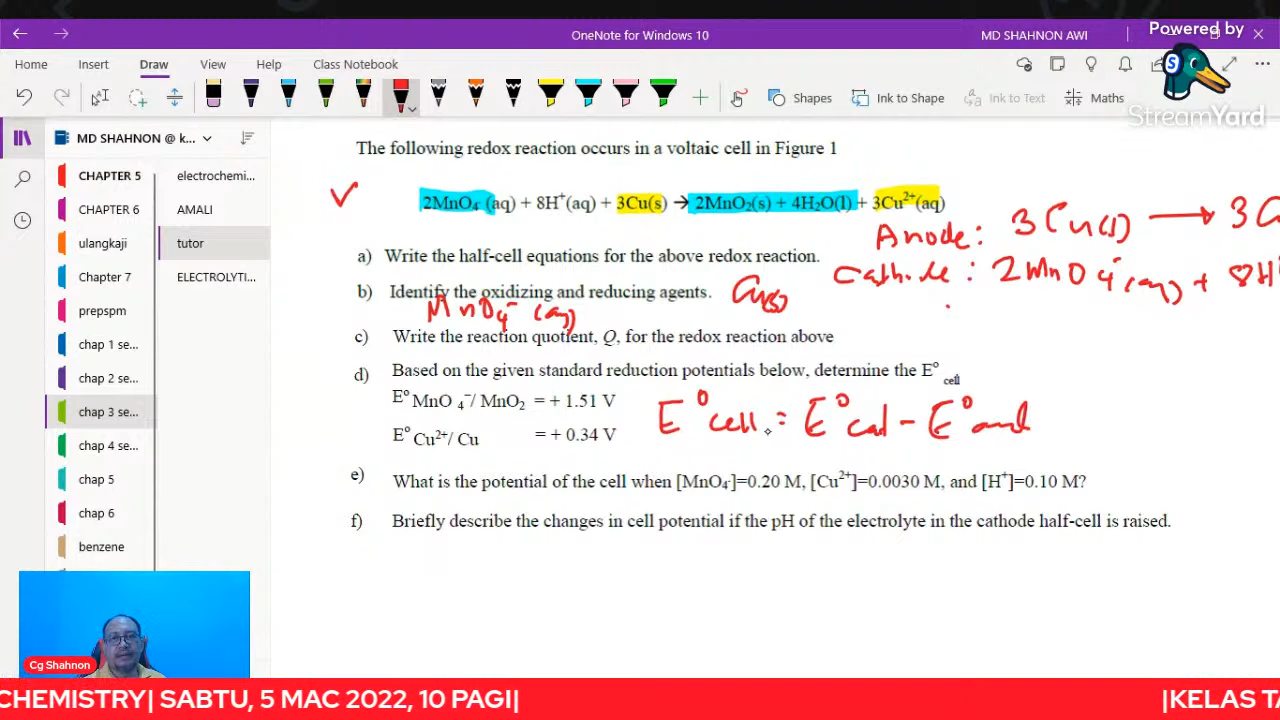 OneNote for Windows 10
MD SHAHNON AWI
Powered by
StreamYard
Home Insert Draw View Help Class Notebook
Shapes Ink to Shape Ink to Text Maths
MD SHAHNON @ k...
CHAPTER 5
CHAPTER 6
ulangkaji
Chapter 7
prepspm
chap 1 se...
chap 2 se...
chap 3 se...
chap 4 se...
chap 5
chap 6
benzene
electrochemi...
AMALI
tutor
ELECTROLYTI...
The following redox reaction occurs in a voltaic cell in Figure 1
2MnO₄⁻(aq) + 8H⁺(aq) + 3Cu(s) → 2MnO₂(s) + 4H₂O(l) + 3Cu²⁺(aq)
Anode: 3Cu(s) → 3C
a) Write the half-cell equations for the above redox reaction.
Cathode: 2MnO₄⁻(aq) + 8H⁺
b) Identify the oxidizing and reducing agents. Cu(s)
MnO₄⁻ (aq)
c) Write the reaction quotient, Q, for the redox reaction above
d) Based on the given standard reduction potentials below, determine the E° cell
E° MnO ₄⁻/ MnO₂ = + 1.51 V
E° Cu²⁺/ Cu = + 0.34 V
E°cell = E°cat - E°and
e) What is the potential of the cell when [MnO₄⁻]=0.20 M, [Cu²⁺]=0.0030 M, and [H⁺]=0.10 M?
f) Briefly describe the changes in cell potential if the pH of the electrolyte in the cathode half-cell is raised.
Cg Shahnon
CHEMISTRY| SABTU, 5 MAC 2022, 10 PAGI| |KELAS TA